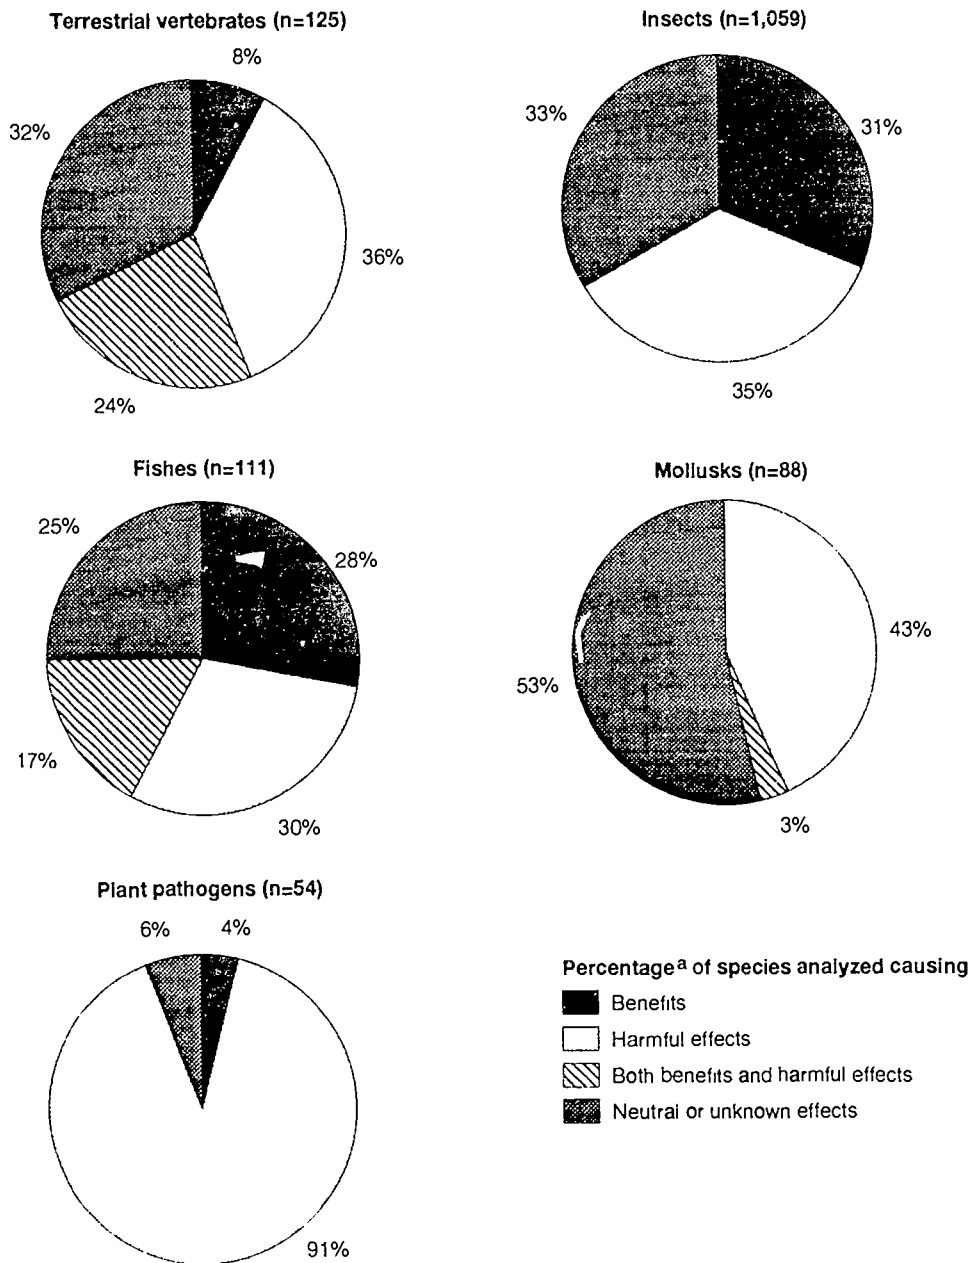 Terrestrial vertebrates (n=125)
8%
32%
36%
24%
Insects (n=1,059)
33%
31%
35%
Fishes (n=111)
25%
28%
17%
30%
Mollusks (n=88)
43%
53%
3%
Plant pathogens (n=54)
6%
4%
91%
Percentageᵃ of species analyzed causing
Benefits
Harmful effects
Both benefits and harmful effects
Neutral or unknown effects